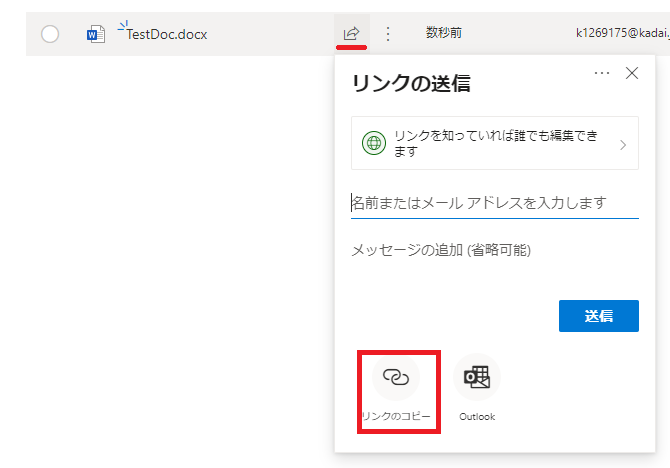 TestDoc.docx
数秒前
k1269175@kadai.
リンクの送信
リンクを知っていれば誰でも編集でき
ます
名前またはメール アドレスを入力します
メッセージの追加 (省略可能)
送信
リンクのコピー
Outlook